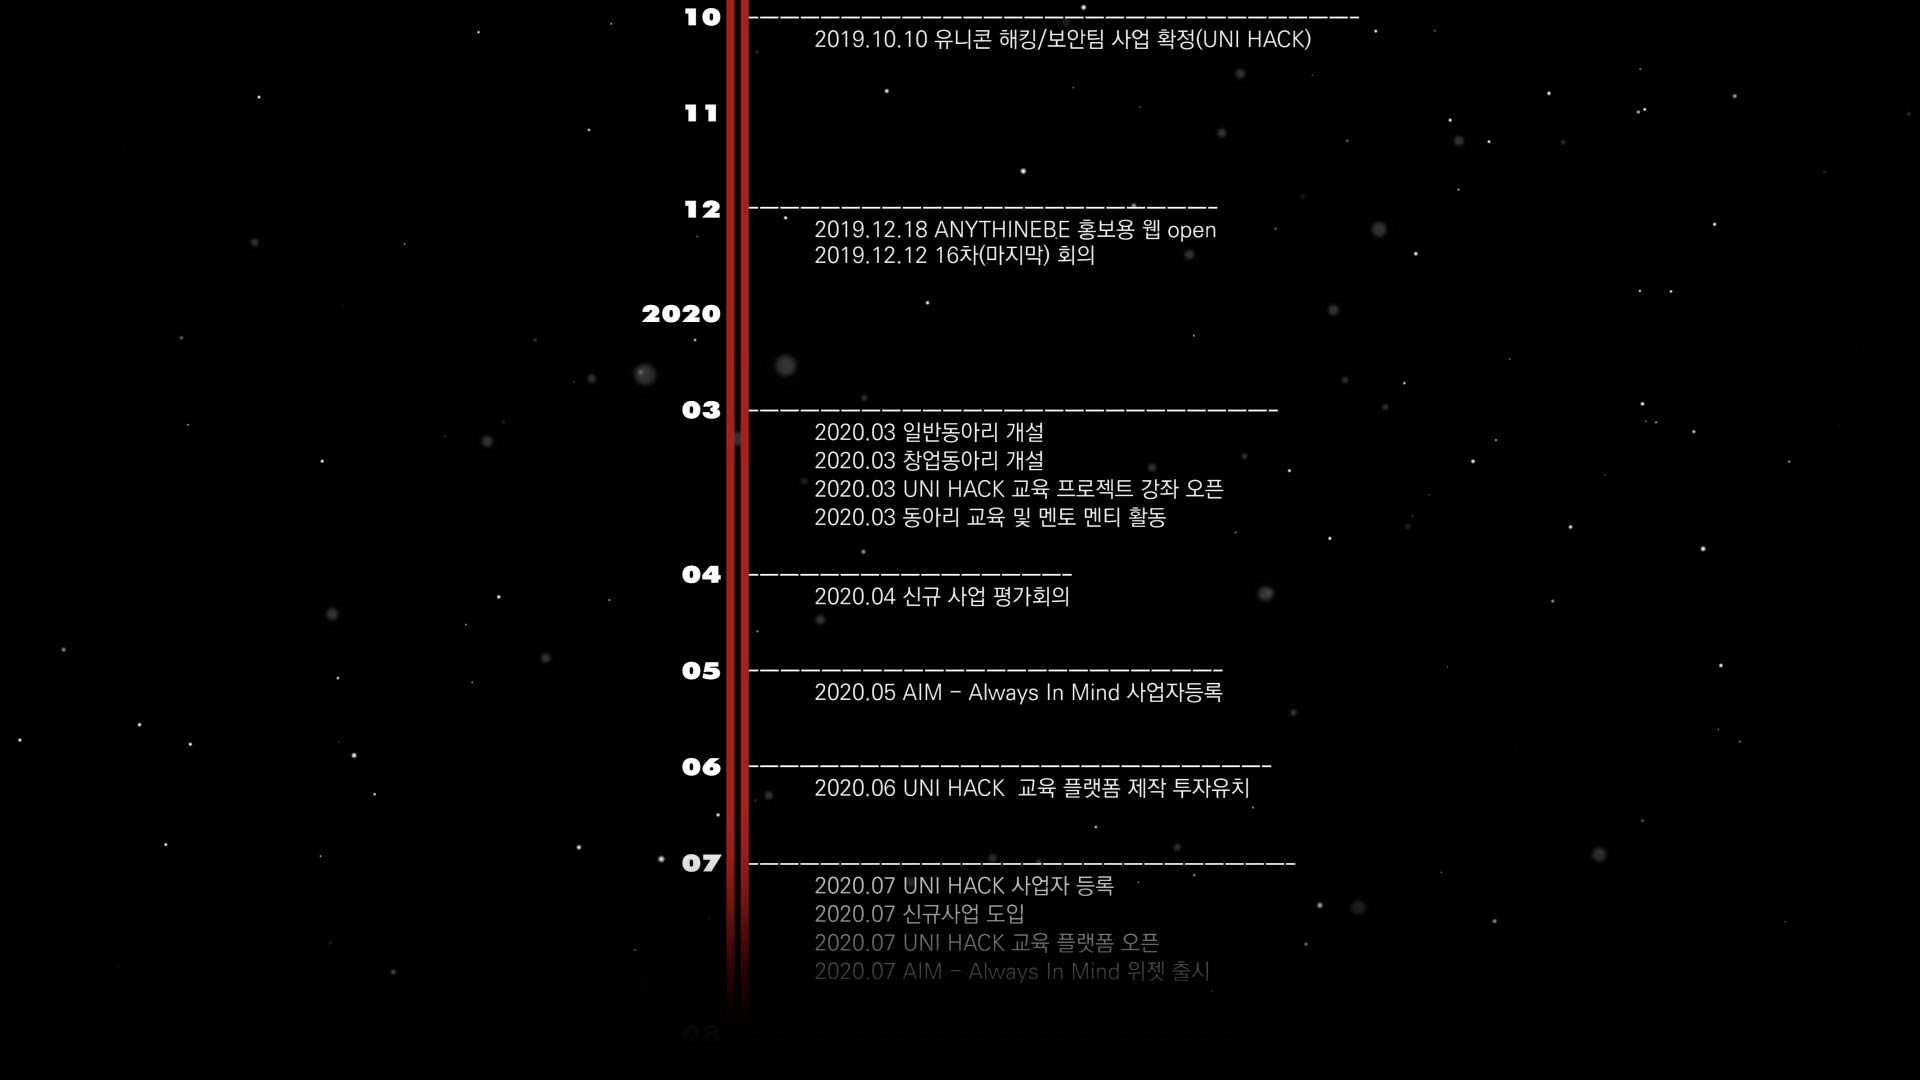 10
2019.10.10 유니콘 해킹/보안팀 사업 확정(UNI HACK)
11
12
2019.12.18 ANYTHINEBE 홍보용 웹 open
2019.12.12 16차(마지막) 회의
2020
03
2020.03 일반동아리 개설
2020.03 창업동아리 개설
2020.03 UNI HACK 교육 프로젝트 강좌 오픈
2020.03 동아리 교육 및 멘토 멘티 활동
04
2020.04 신규 사업 평가회의
05
2020.05 AIM - Always In Mind 사업자등록
06
2020.06 UNI HACK  교육 플랫폼 제작 투자유치
07
2020.07 UNI HACK 사업자 등록
2020.07 신규사업 도입
2020.07 UNI HACK 교육 플랫폼 오픈
2020.07 AIM - Always In Mind 위젯 출시
08